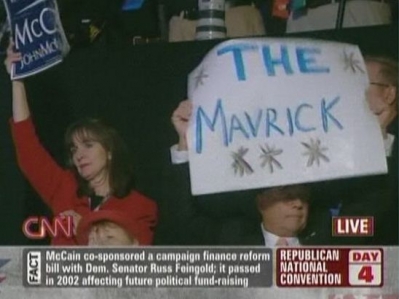 McC
JOHNMcC
THE
MAVRICK
CNN
LIVE
FACT
McCain co-sponsored a campaign finance reform
bill with Dem. Senator Russ Feingold; it passed
in 2002 affecting future political fund-raising
REPUBLICAN
NATIONAL
CONVENTION
DAY
4